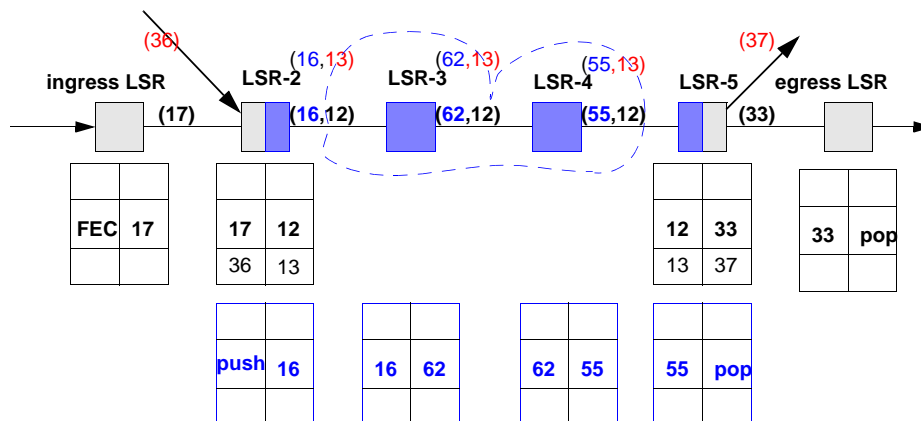 (36)
(16,13)
(62,13)
(55,13)
(37)
ingress LSR
LSR-2
LSR-3
LSR-4
LSR-5
egress LSR
(17)
(16,12)
(62,12)
(55,12)
(33)
FEC 17
17 12
36 13
12 33
13 37
33 pop
push 16
16 62
62 55
55 pop